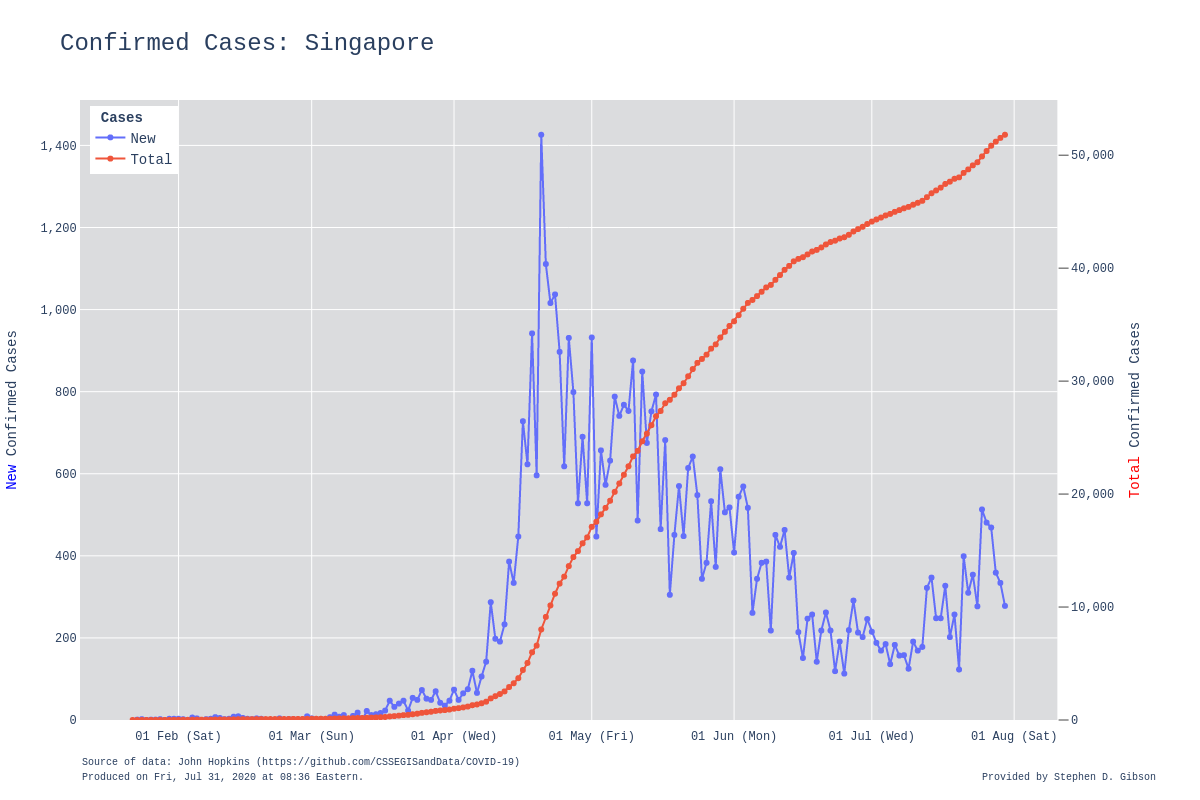 Confirmed Cases: Singapore
Cases
New
Total
1,400
1,200
1,000
800
600
400
200
0
50,000
40,000
30,000
20,000
10,000
0
New Confirmed Cases
Total Confirmed Cases
01 Feb (Sat)
01 Mar (Sun)
01 Apr (Wed)
01 May (Fri)
01 Jun (Mon)
01 Jul (Wed)
01 Aug (Sat)
Source of data: John Hopkins (https://github.com/CSSEGISandData/COVID-19)
Produced on Fri, Jul 31, 2020 at 08:36 Eastern.
Provided by Stephen D. Gibson